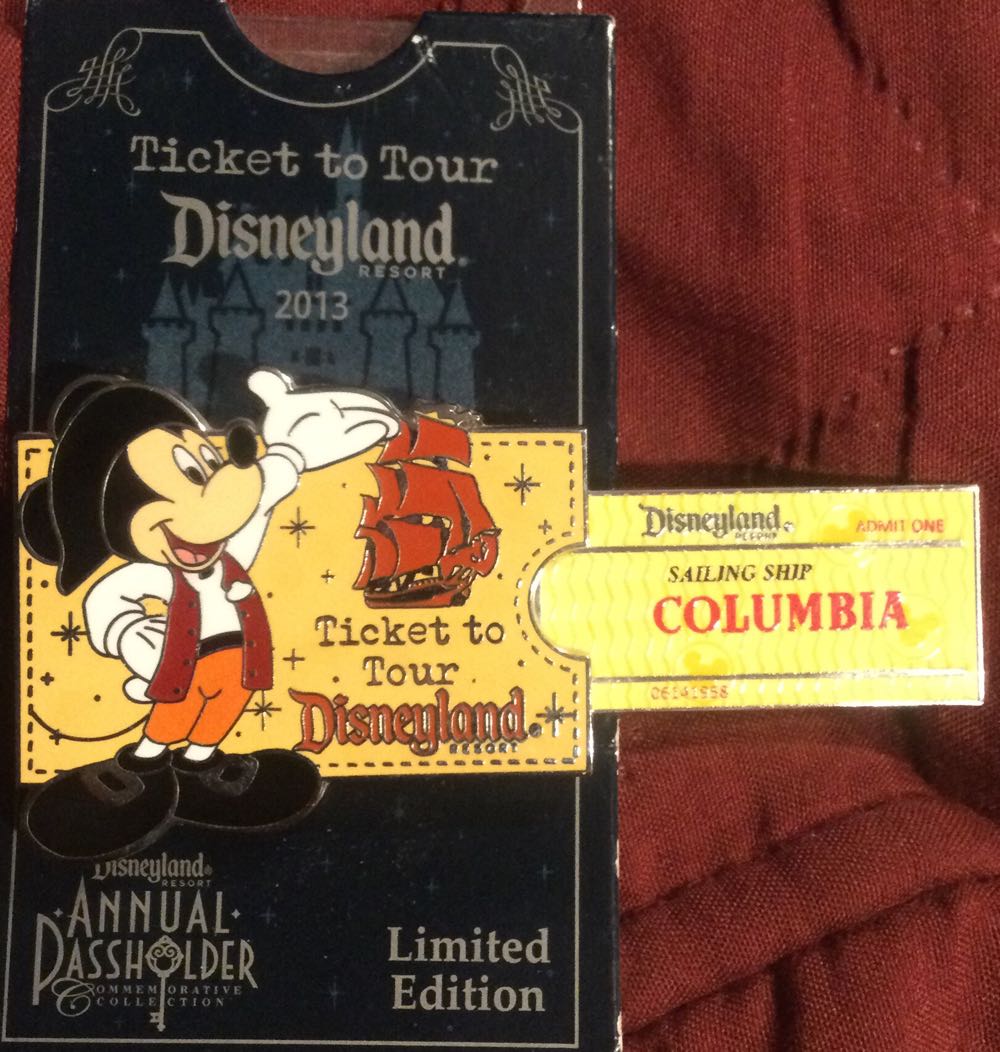 Ticket to Tour
Disneyland
RESORT
2013
Disneyland
RESORT
ADMIT ONE
SAILING SHIP
COLUMBIA
06141958
Ticket to
Tour
Disneyland
RESORT
Disneyland
RESORT
ANNUAL
PASSHOLDER
COMMEMORATIVE
COLLECTION
Limited
Edition